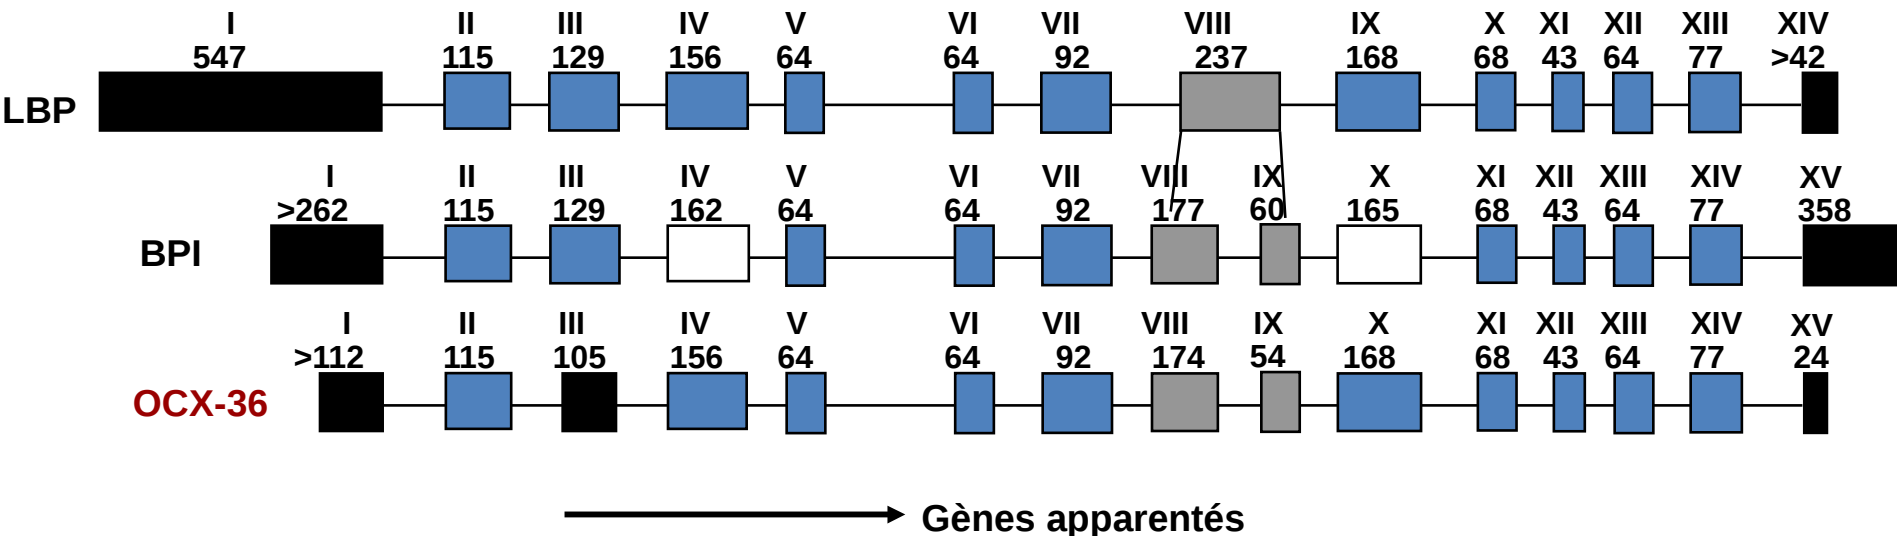 I II III IV V VI VII VIII IX X XI XII XIII XIV
547 115 129 156 64 64 92 237 168 68 43 64 77 >42
LBP
I II III IV V VI VII VIII IX X XI XII XIII XIV XV
>262 115 129 162 64 64 92 177 60 165 68 43 64 77 358
BPI
I II III IV V VI VII VIII IX X XI XII XIII XIV XV
>112 115 105 156 64 64 92 174 54 168 68 43 64 77 24
OCX-36
Gènes apparentés